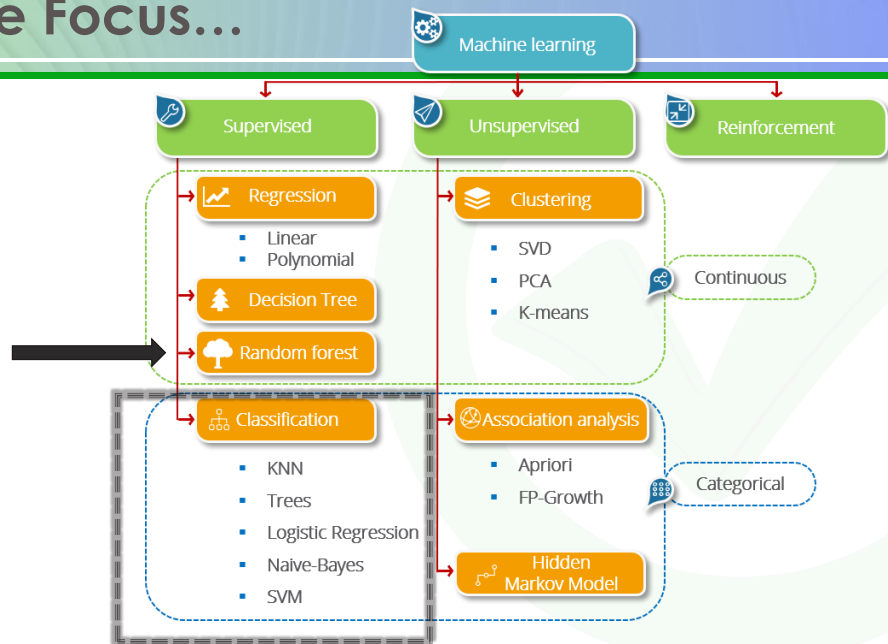 e Focus...
Machine learning
Supervised
Unsupervised
Reinforcement
Regression
Linear
Polynomial
Decision Tree
Random forest
Clustering
SVD
PCA
K-means
Continuous
Classification
KNN
Trees
Logistic Regression
Naive-Bayes
SVM
Association analysis
Apriori
FP-Growth
Hidden
Markov Model
Categorical